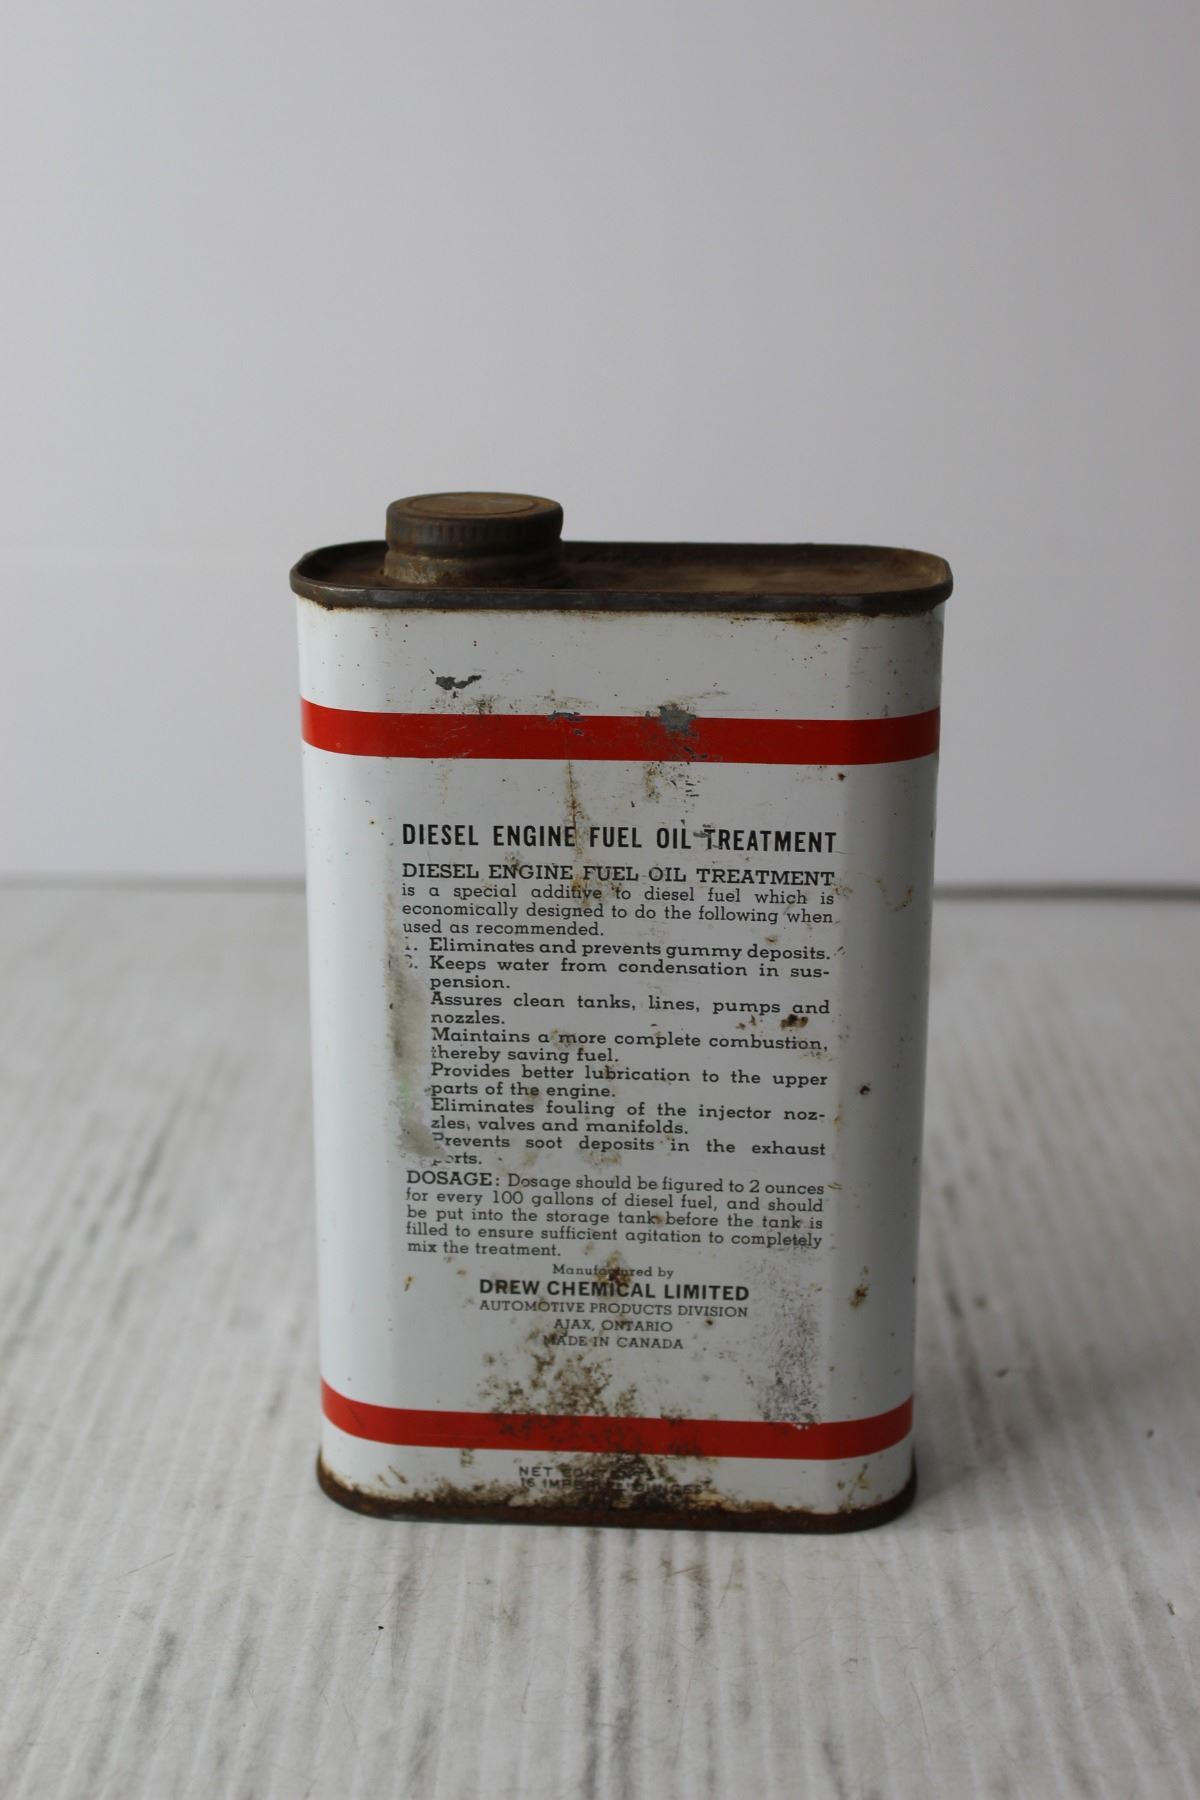 DIESEL ENGINE FUEL OIL TREATMENT
DIESEL ENGINE FUEL OIL TREATMENT
is a special additive to diesel fuel which is
economically designed to do the following when
used as recommended.
1. Eliminates and prevents gummy deposits.
Keeps water from condensation in sus-
pension.
Assures clean tanks, lines, pumps and
nozzles.
Maintains a more complete combustion,
thereby saving fuel.
Provides better lubrication to the upper
parts of the engine.
Eliminates fouling of the injector noz-
zles, valves and manifolds.
Prevents soot deposits in the exhaust
ports.
DOSAGE: Dosage should be figured to 2 ounces
for every 100 gallons of diesel fuel, and should
be put into the storage tank before the tank is
filled to ensure sufficient agitation to completely
mix the treatment.
Manufactured by
DREW CHEMICAL LIMITED
AUTOMOTIVE PRODUCTS DIVISION
AJAX, ONTARIO
MADE IN CANADA
NET CONTENTS
16 IMPERIAL OUNCES